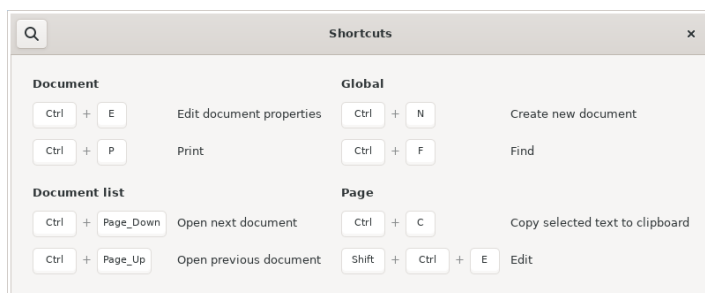 Shortcuts
Document
Ctrl + E Edit document properties
Ctrl + P Print
Document list
Ctrl + Page_Down Open next document
Ctrl + Page_Up Open previous document
Global
Ctrl + N Create new document
Ctrl + F Find
Page
Ctrl + C Copy selected text to clipboard
Shift + Ctrl + E Edit